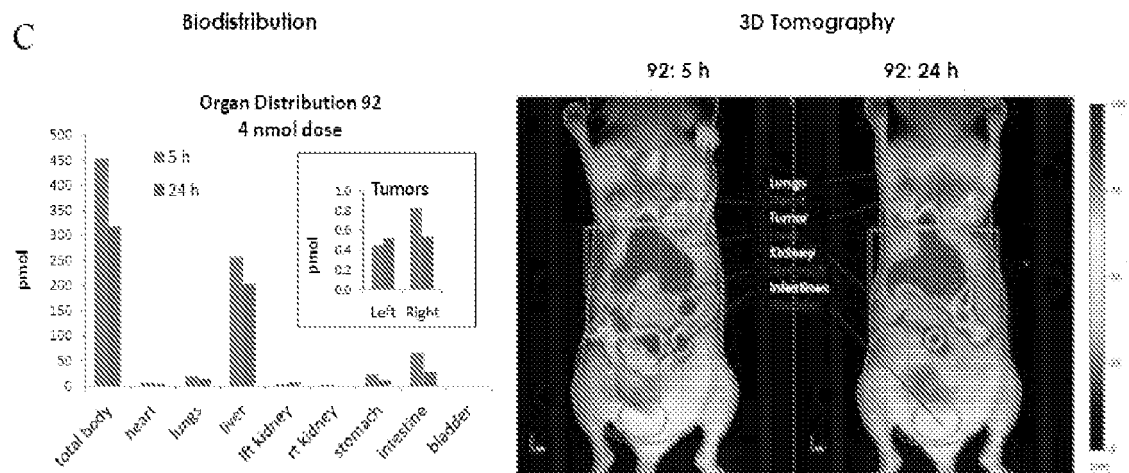 C
Biodistribution
Organ Distribution 92
4 nmol dose
500
450
400
350
300
250
200
150
100
50
0
pmol
5 h
24 h
Tumors
1.0
0.8
0.6
0.4
0.2
0.0
pmol
Left Right
total body
heart
lungs
liver
lft kidney
rt kidney
stomach
intestine
bladder
3D Tomography
92: 5 h
92: 24 h
Lungs
Tumor
Kidney
Intestines